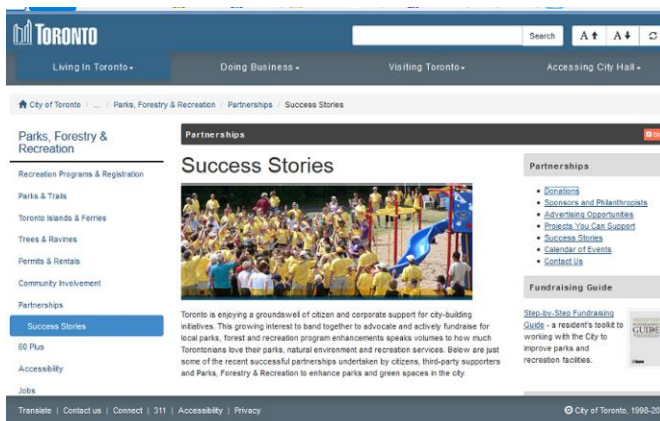 TORONTO
Search
A
A
Living In Toronto
Doing Business
Visiting Toronto
Accessing City Hall
City of Toronto / ... / Parks, Forestry & Recreation / Partnerships / Success Stories
Parks, Forestry &
Recreation
Recreation Programs & Registration
Parks & Trails
Toronto Islands & Ferries
Trees & Ravines
Permits & Rentals
Community Involvement
Partnerships
Success Stories
60 Plus
Accessibility
Jobs
Partnerships
Success Stories
Toronto is enjoying a groundswell of citizen and corporate support for city-building
initiatives. This growing interest to band together to advocate and actively fundraise for
local parks, forest and recreation program enhancements speaks volumes to how much
Torontonians love their parks, natural environment and recreation services. Below are just
some of the recent successful partnerships undertaken by citizens, third-party supporters
and Parks, Forestry & Recreation to enhance parks and green spaces in the city.
Partnerships
Donations
Sponsors and Philanthropists
Advertising Opportunities
Projects You Can Support
Success Stories
Calendar of Events
Contact Us
Fundraising Guide
Step-by-Step Fundraising
Guide - a resident's toolkit to
working with the City to
improve parks and
recreation facilities.
GUIDE
Translate | Contact us | Connect | 311 | Accessibility | Privacy
© City of Toronto, 1998-20